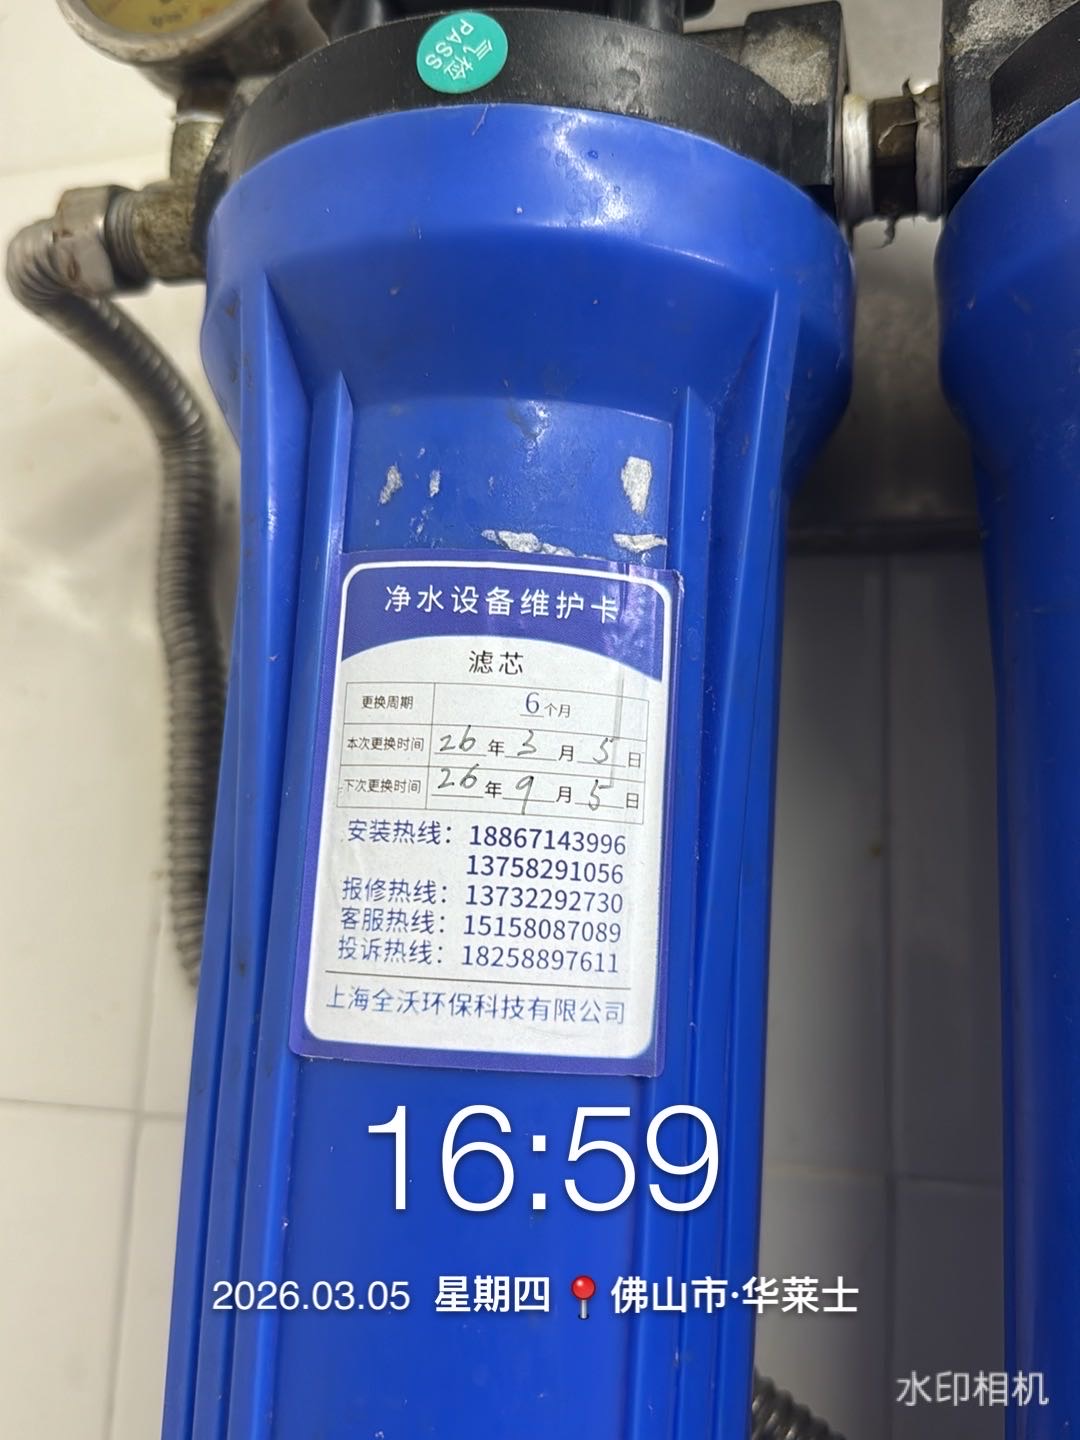 气检
PASS
净水设备维护卡
滤芯
更换周期 6个月
本次更换时间 26年3月5日
下次更换时间 26年9月5日
安装热线：18867143996
13758291056
报修热线：13732292730
客服热线：15158087089
投诉热线：18258897611
上海全沃环保科技有限公司
16:59
2026.03.05 星期四 佛山市·华莱士
水印相机